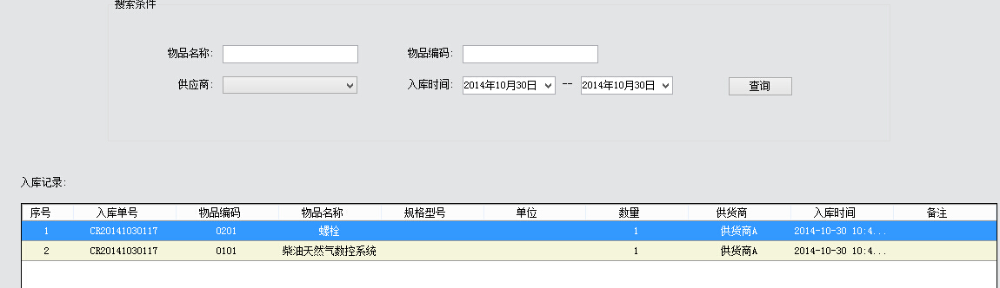 搜索条件
物品名称: 物品编码:
供应商: 入库时间: 2014年10月30日 -- 2014年10月30日 查询
入库记录:
序号 入库单号 物品编码 物品名称 规格型号 单位 数量 供货商 入库时间 备注
1 CR20141030117 0201 螺栓 1 供货商A 2014-10-30 10:4...
2 CR20141030117 0101 柴油天然气数控系统 1 供货商A 2014-10-30 10:4...